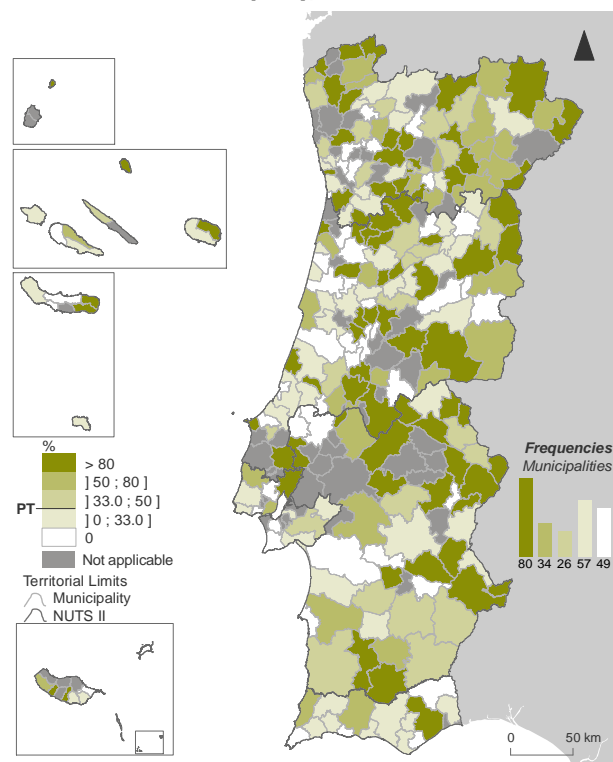 %
> 80
] 50 ; 80 ]
] 33.0 ; 50 ]
PT
] 0 ; 33.0 ]
0
Not applicable
Territorial Limits
Municipality
NUTS II
Frequencies
Municipalities
80 34 26 57 49
0 50 km